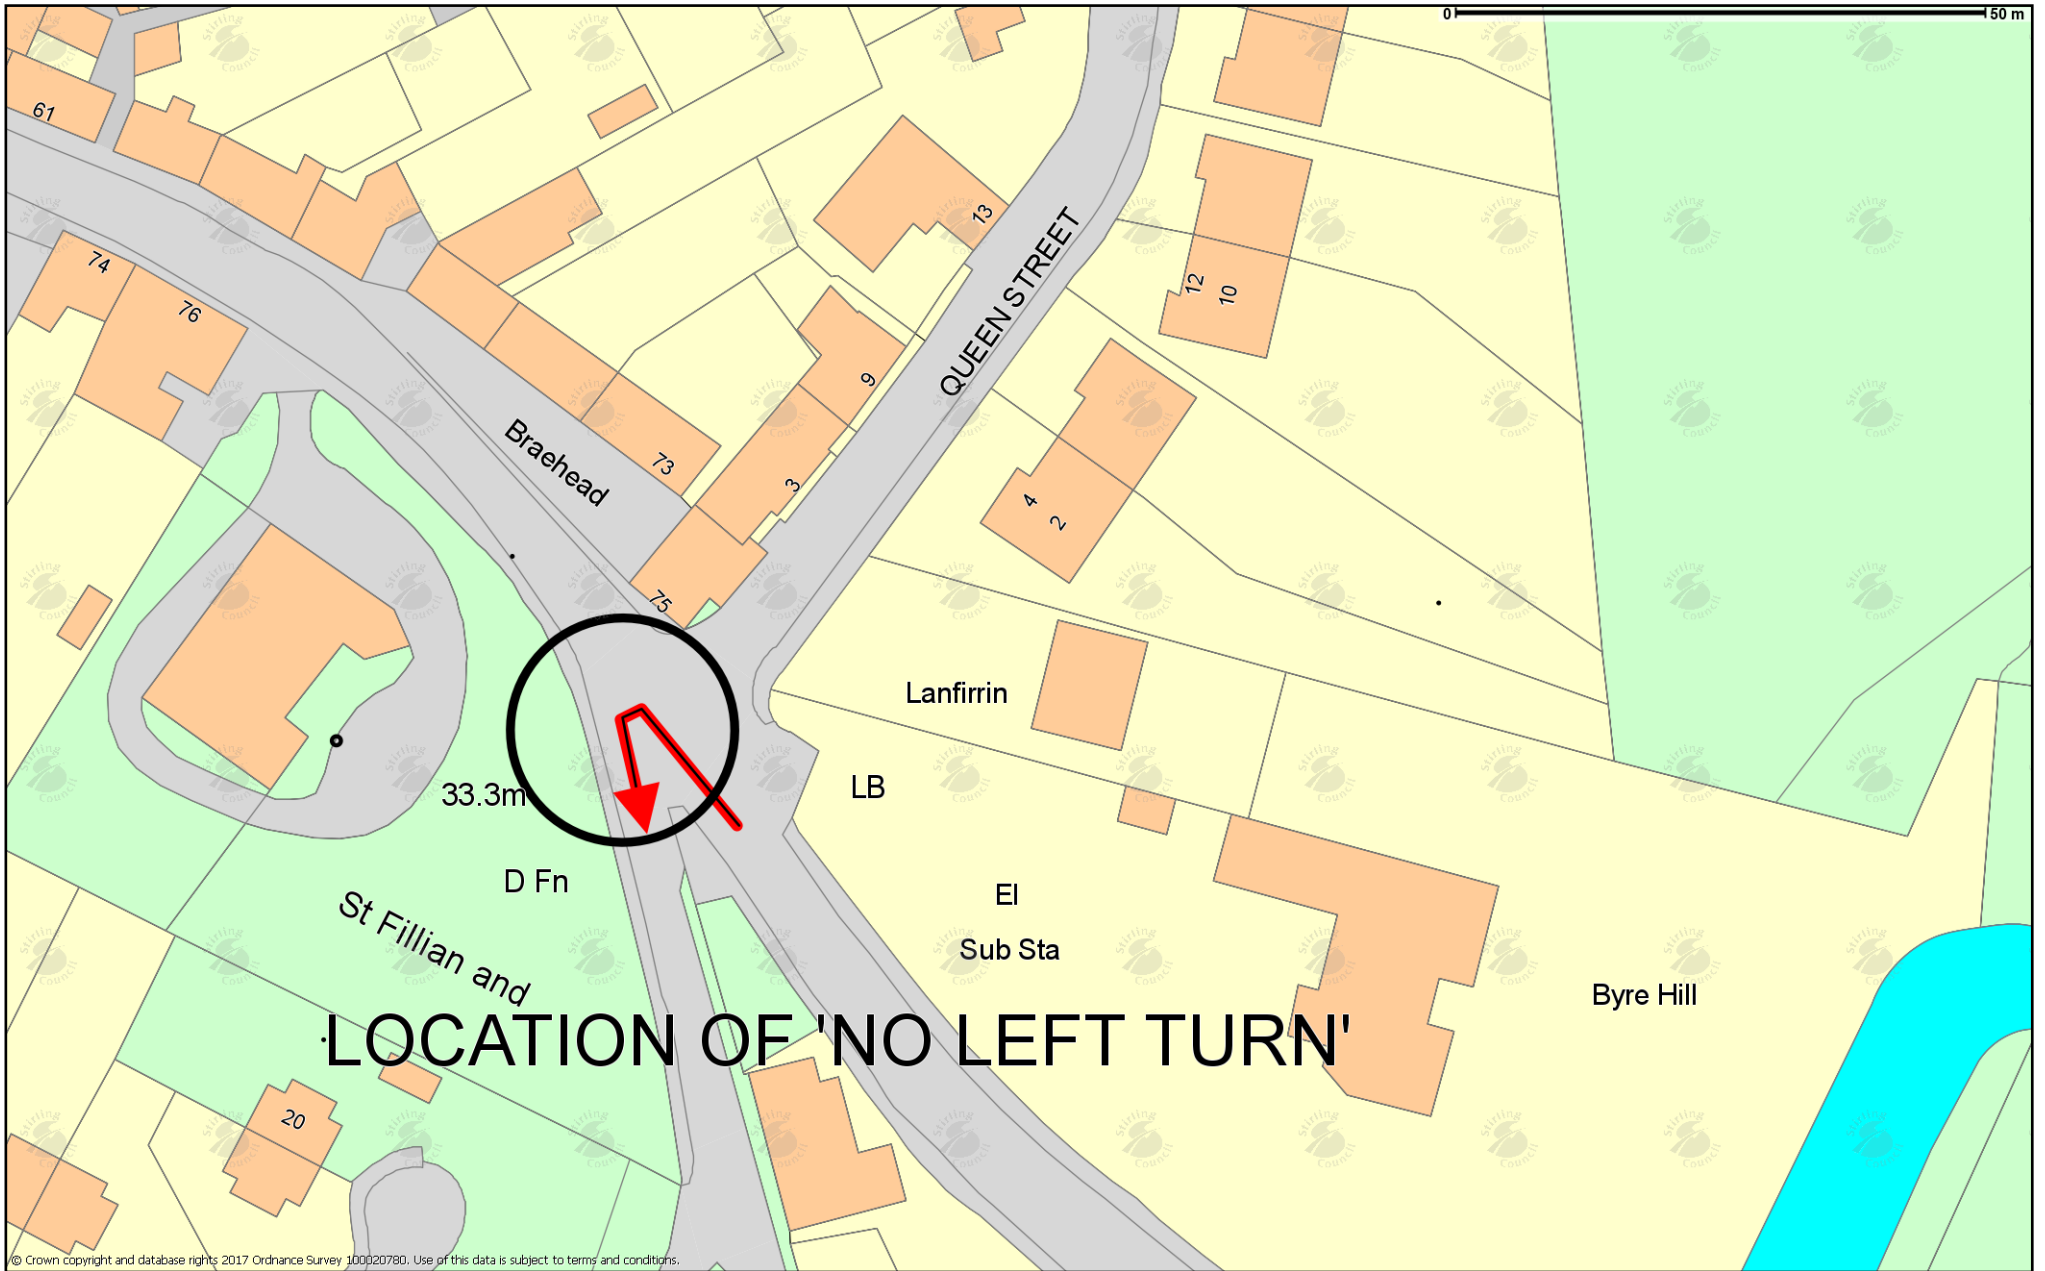 0 50 m
61
13
74
76
QUEEN STREET
12
10
9
Braehead
73
3
4
2
75
Lanfirrin
33.3m
LB
D Fn
El
Sub Sta
St Fillian and
Byre Hill
LOCATION OF 'NO LEFT TURN'
20
© Crown copyright and database rights 2017 Ordnance Survey 100020780. Use of this data is subject to terms and conditions.
Stirling
Council